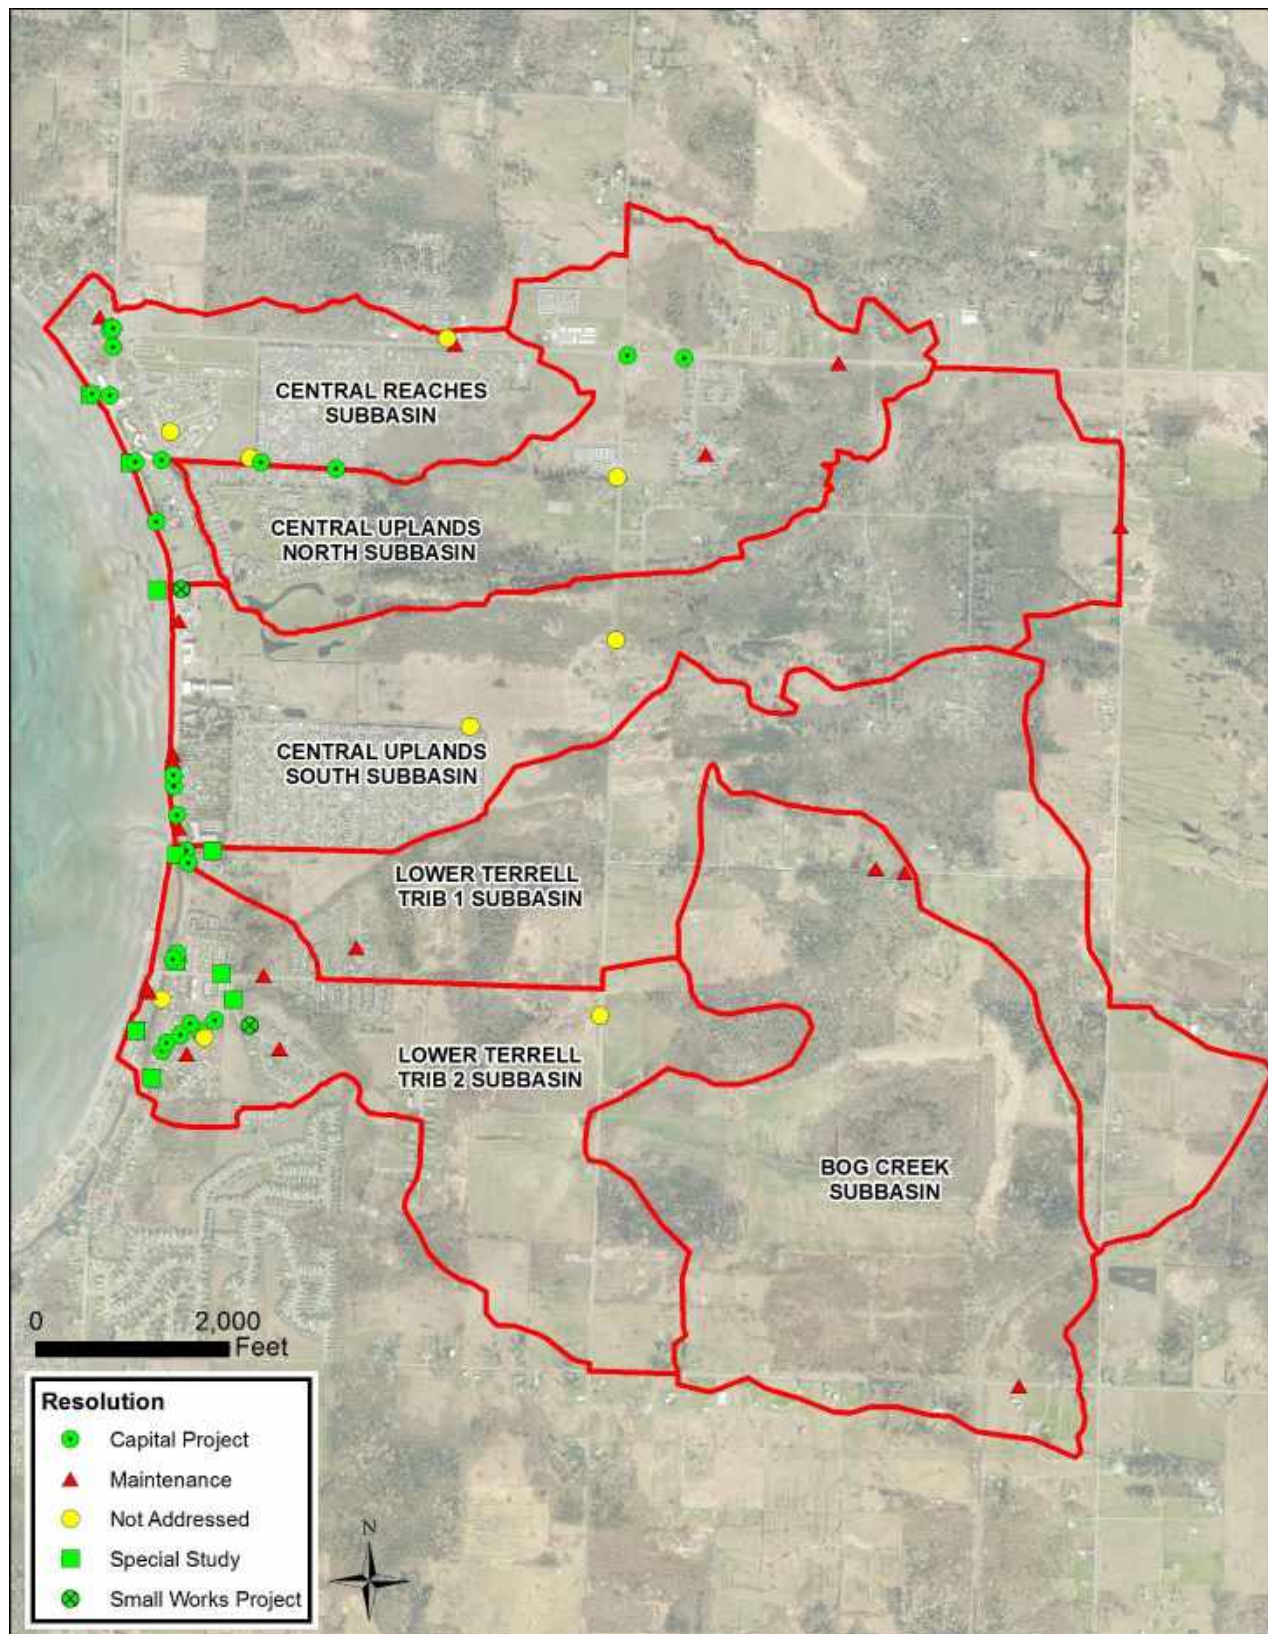 CENTRAL REACHES
SUBBASIN
CENTRAL UPLANDS
NORTH SUBBASIN
CENTRAL UPLANDS
SOUTH SUBBASIN
LOWER TERRELL
TRIB 1 SUBBASIN
LOWER TERRELL
TRIB 2 SUBBASIN
BOG CREEK
SUBBASIN
0 2,000
Feet
Resolution
Capital Project
Maintenance
Not Addressed
Special Study
Small Works Project
N